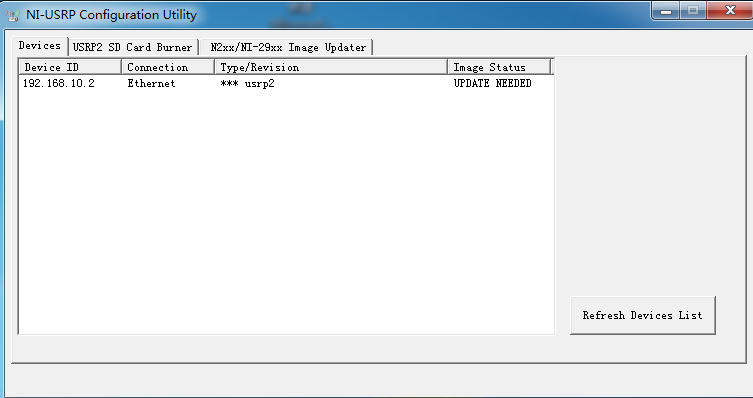 NI-USRP Configuration Utility
Devices USRP2 SD Card Burner N2xx/NI-29xx Image Updater
Device ID Connection Type/Revision Image Status
192.168.10.2 Ethernet *** usrp2 UPDATE NEEDED
Refresh Devices List